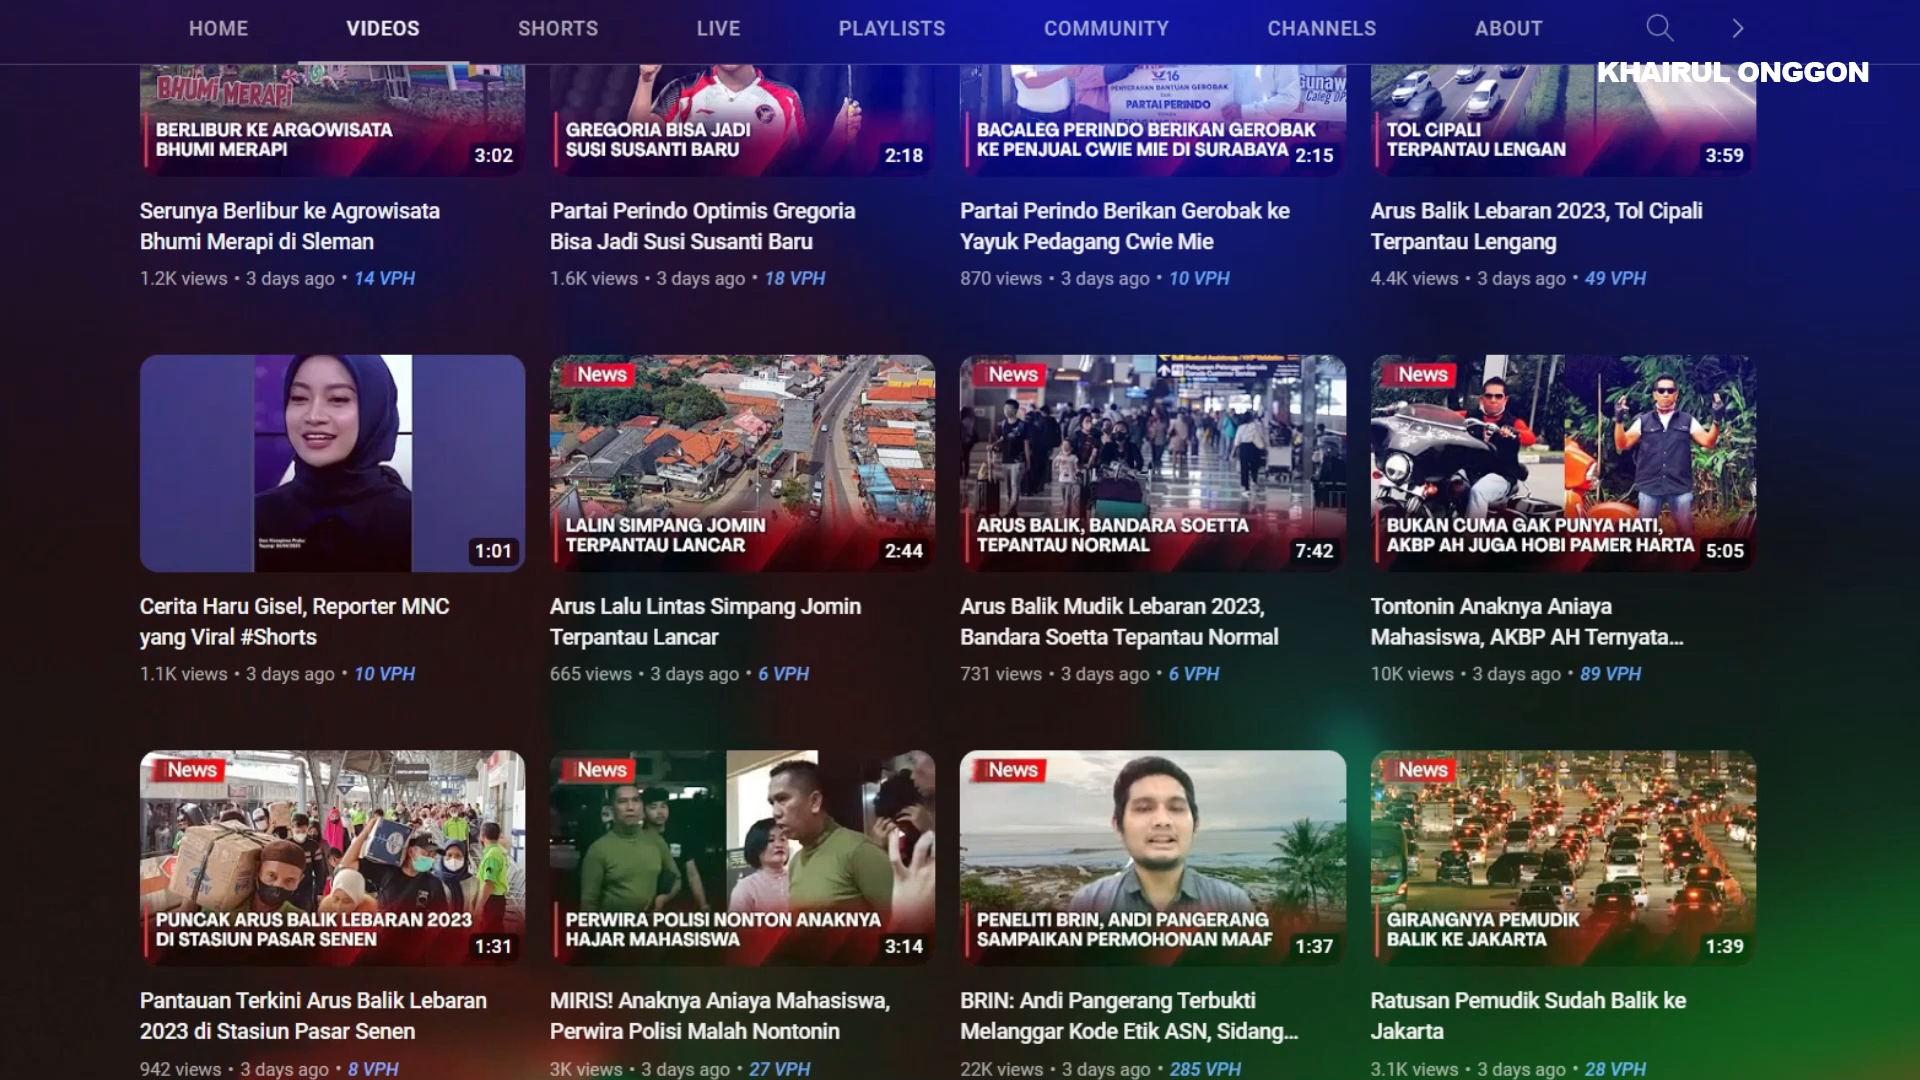 HOME VIDEOS SHORTS LIVE PLAYLISTS COMMUNITY CHANNELS ABOUT
KHAIRUL ONGGON
BHUMI MERAPI
BERLIBUR KE ARGOWISATA
BHUMI MERAPI
3:02
GREGORIA BISA JADI
SUSI SUSANTI BARU
2:18
16
PENYERAHAN BANTUAN GEROBAK
PARTAI PERINDO
Gunaw
Caleg DP
BACALEG PERINDO BERIKAN GEROBAK
KE PENJUAL CWIE MIE DI SURABAYA
2:15
TOL CIPALI
TERPANTAU LENGAN
3:59
Serunya Berlibur ke Agrowisata
Bhumi Merapi di Sleman
1.2K views • 3 days ago • 14 VPH
Partai Perindo Optimis Gregoria
Bisa Jadi Susi Susanti Baru
1.6K views • 3 days ago • 18 VPH
Partai Perindo Berikan Gerobak ke
Yayuk Pedagang Cwie Mie
870 views • 3 days ago • 10 VPH
Arus Balik Lebaran 2023, Tol Cipali
Terpantau Lengang
4.4K views • 3 days ago • 49 VPH
1:01
iNews
LALIN SIMPANG JOMIN
TERPANTAU LANCAR
2:44
iNews
ARUS BALIK, BANDARA SOETTA
TEPANTAU NORMAL
7:42
iNews
BUKAN CUMA GAK PUNYA HATI,
AKBP AH JUGA HOBI PAMER HARTA
5:05
Cerita Haru Gisel, Reporter MNC
yang Viral #Shorts
1.1K views • 3 days ago • 10 VPH
Arus Lalu Lintas Simpang Jomin
Terpantau Lancar
665 views • 3 days ago • 6 VPH
Arus Balik Mudik Lebaran 2023,
Bandara Soetta Tepantau Normal
731 views • 3 days ago • 6 VPH
Tontonin Anaknya Aniaya
Mahasiswa, AKBP AH Ternyata...
10K views • 3 days ago • 89 VPH
iNews
PUNCAK ARUS BALIK LEBARAN 2023
DI STASIUN PASAR SENEN
1:31
iNews
PERWIRA POLISI NONTON ANAKNYA
HAJAR MAHASISWA
3:14
iNews
PENELITI BRIN, ANDI PANGERANG
SAMPAIKAN PERMOHONAN MAAF
1:37
iNews
GIRANGNYA PEMUDIK
BALIK KE JAKARTA
1:39
Pantauan Terkini Arus Balik Lebaran
2023 di Stasiun Pasar Senen
942 views • 3 days ago • 8 VPH
MIRIS! Anaknya Aniaya Mahasiswa,
Perwira Polisi Malah Nontonin
3K views • 3 days ago • 27 VPH
BRIN: Andi Pangerang Terbukti
Melanggar Kode Etik ASN, Sidang...
22K views • 3 days ago • 285 VPH
Ratusan Pemudik Sudah Balik ke
Jakarta
3.1K views • 3 days ago • 28 VPH